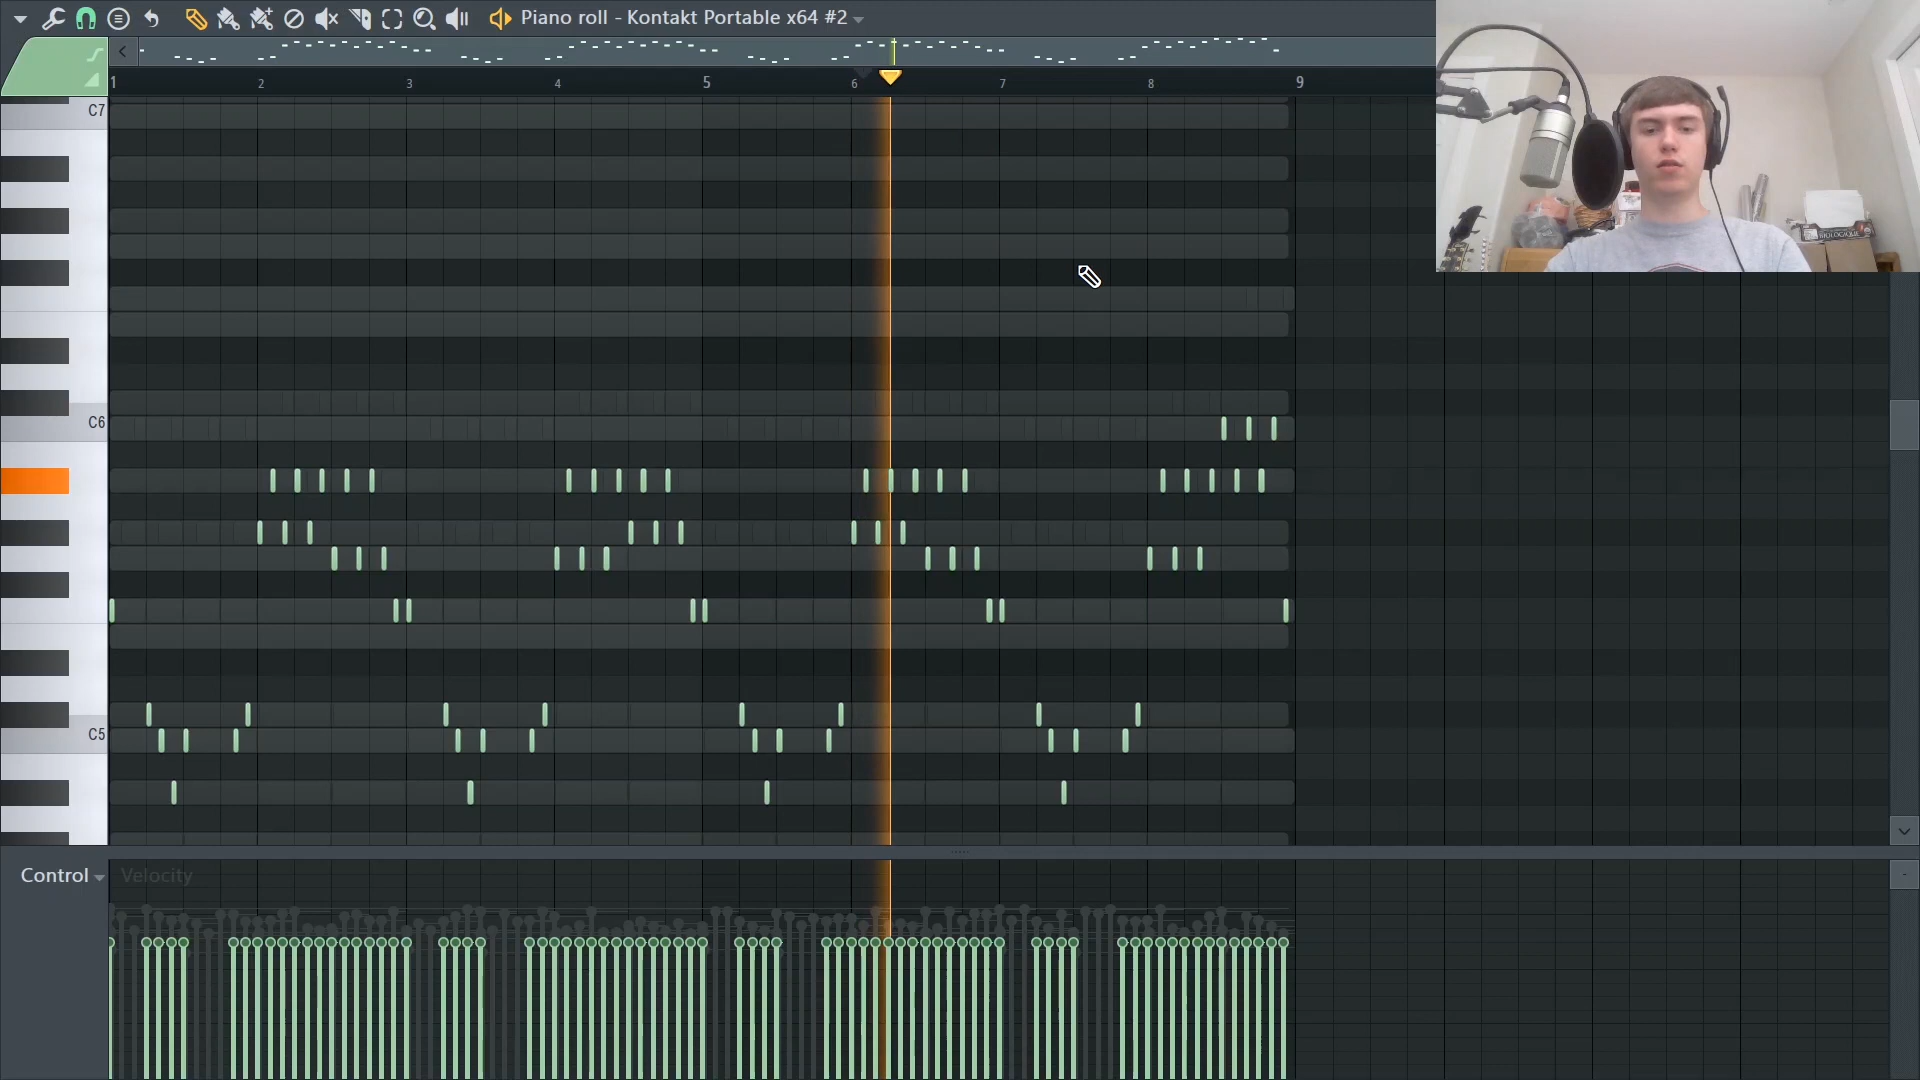 Piano roll - Kontakt Portable x64 #2
1 2 3 4 5 6 7 8 9
C7
C6
C5
Control
Velocity
BIOLOGIQUE